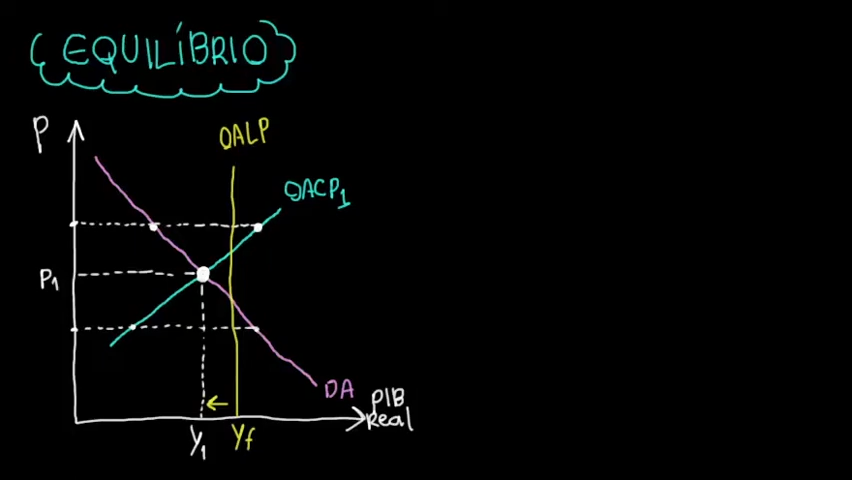 EQUILÍBRIO
P
OALP
OACP1
P1
DA
PIB
Real
Y1
Yf